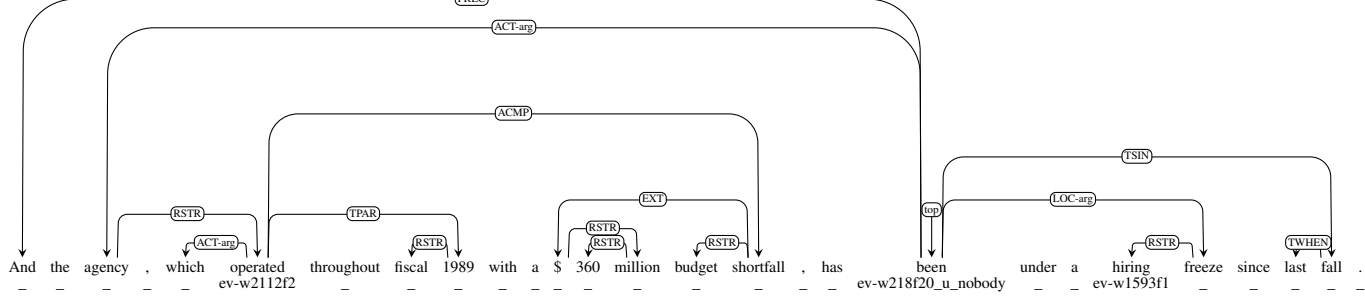 ACT-arg
ACMP
TSIN
EXT
LOC-arg
RSTR
TPAR
top
RSTR
ACT-arg
RSTR
RSTR
RSTR
RSTR
TWHEN
And the agency , which operated throughout fiscal 1989 with a $ 360 million budget shortfall , has been under a hiring freeze since last fall .
_ _ _ _ _ ev-w2112f2 _ _ _ _ _ _ _ _ _ _ _ _ ev-w218f20_u_nobody _ _ ev-w1593f1 _ _ _ _ _